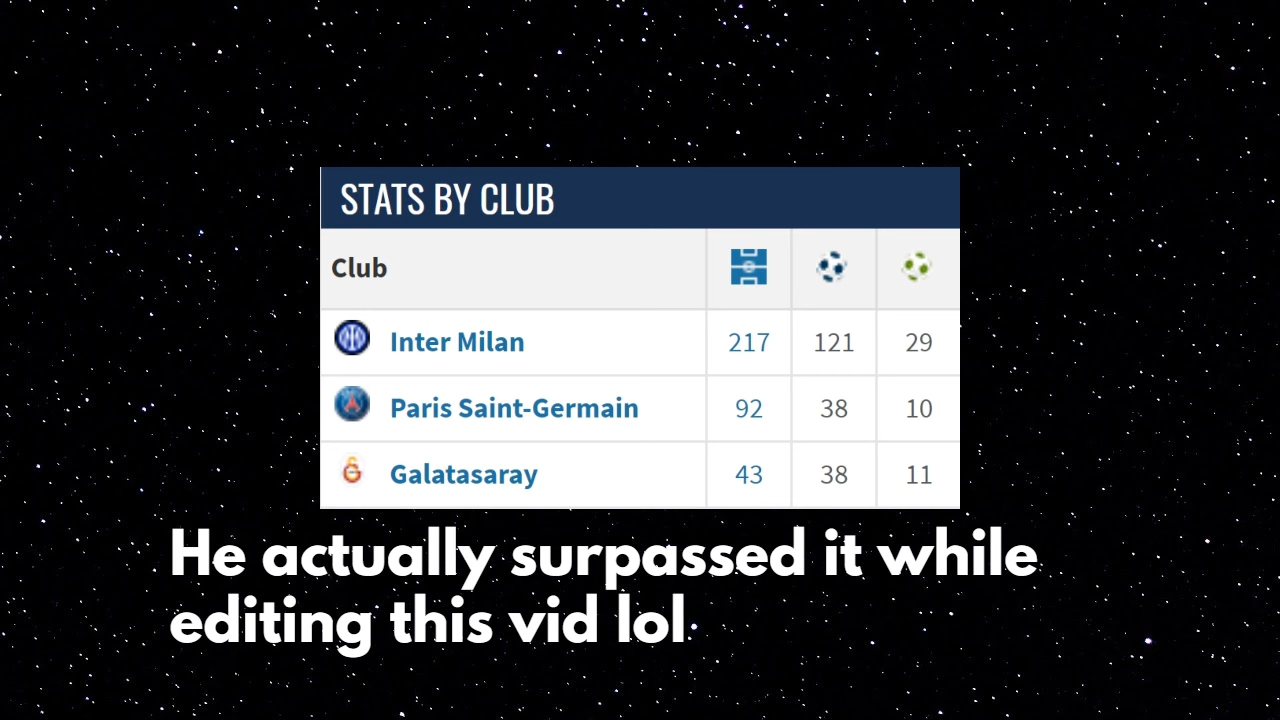 STATS BY CLUB
Club
Inter Milan 217 121 29
Paris Saint-Germain 92 38 10
Galatasaray 43 38 11
He actually surpassed it while
editing this vid lol